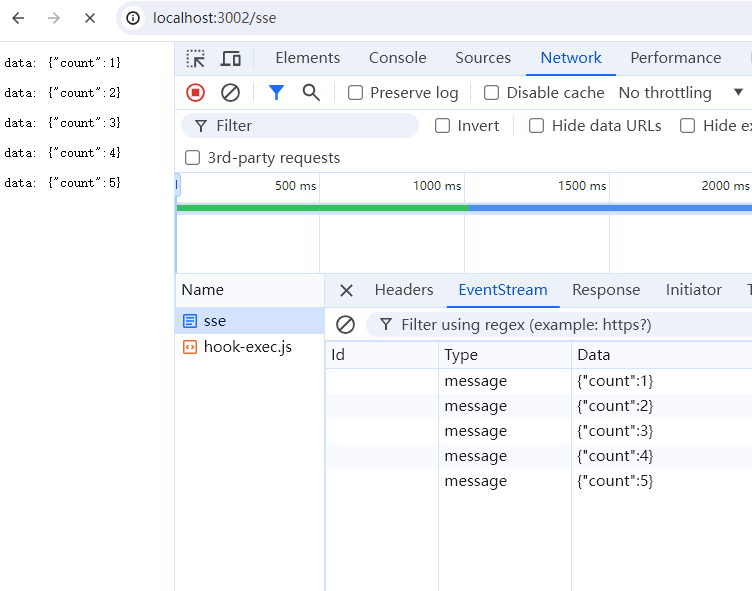 localhost:3002/sse
data: {"count":1}
data: {"count":2}
data: {"count":3}
data: {"count":4}
data: {"count":5}
Elements Console Sources Network Performance
Preserve log Disable cache No throttling
Filter Invert Hide data URLs Hide ex
3rd-party requests
500 ms 1000 ms 1500 ms 2000 ms
Name
sse
hook-exec.js
Headers EventStream Response Initiator T
Filter using regex (example: https?)
Id Type Data
message {"count":1}
message {"count":2}
message {"count":3}
message {"count":4}
message {"count":5}